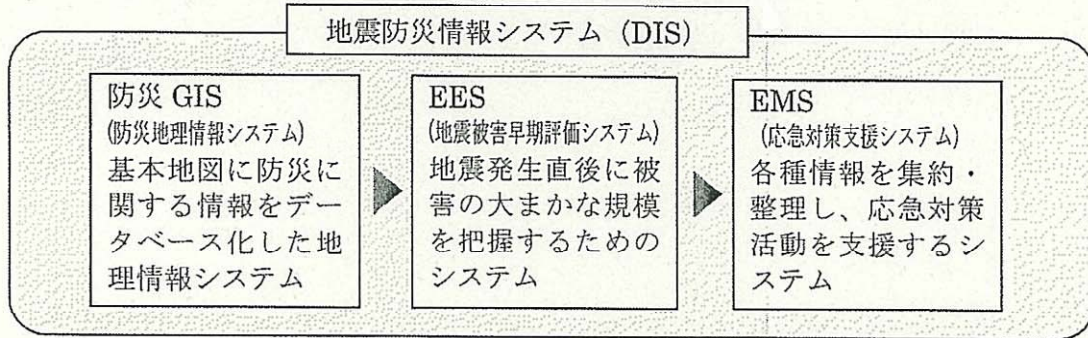 地震防災情報システム（DIS）
防災 GIS
(防災地理情報システム)
基本地図に防災に
関する情報をデー
タベース化した地
理情報システム
EES
(地震被害早期評価システム)
地震発生直後に被
害の大まかな規模
を把握するための
システム
EMS
(応急対策支援システム)
各種情報を集約・
整理し、応急対策
活動を支援するシ
ステム